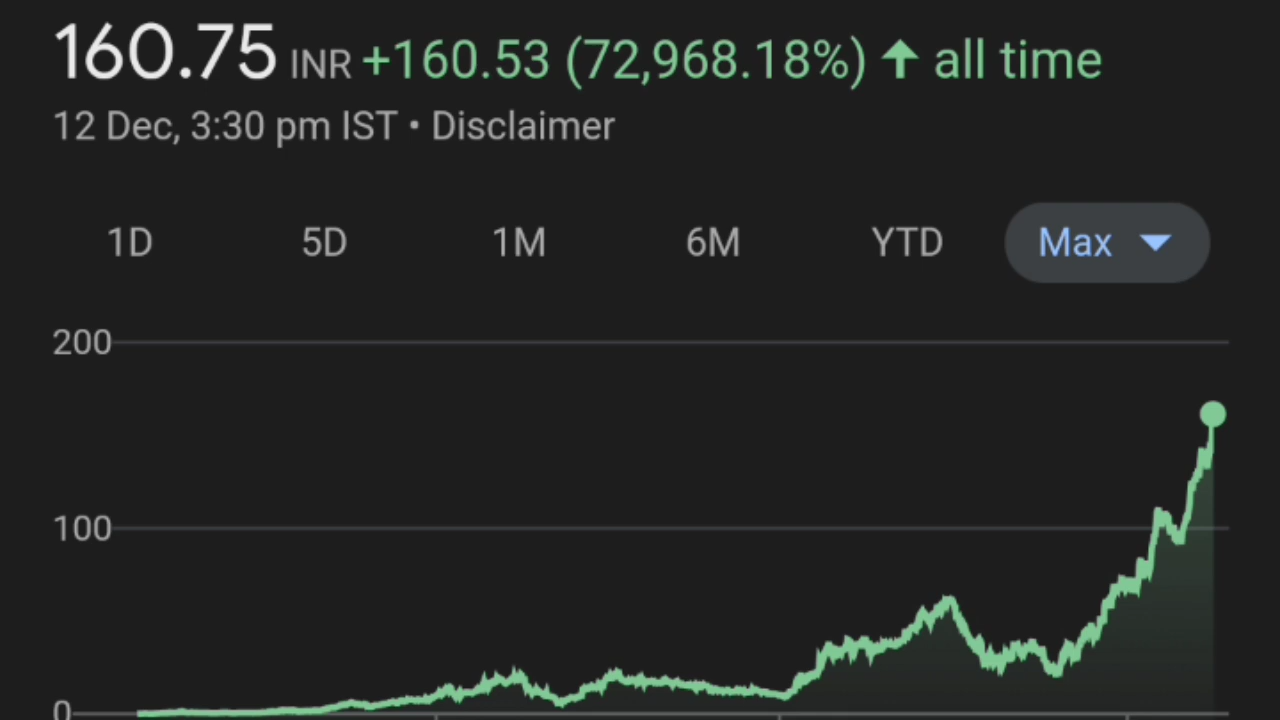 160.75 INR +160.53 (72,968.18%) ↑ all time
12 Dec, 3:30 pm IST • Disclaimer
1D 5D 1M 6M YTD Max
200
100
0